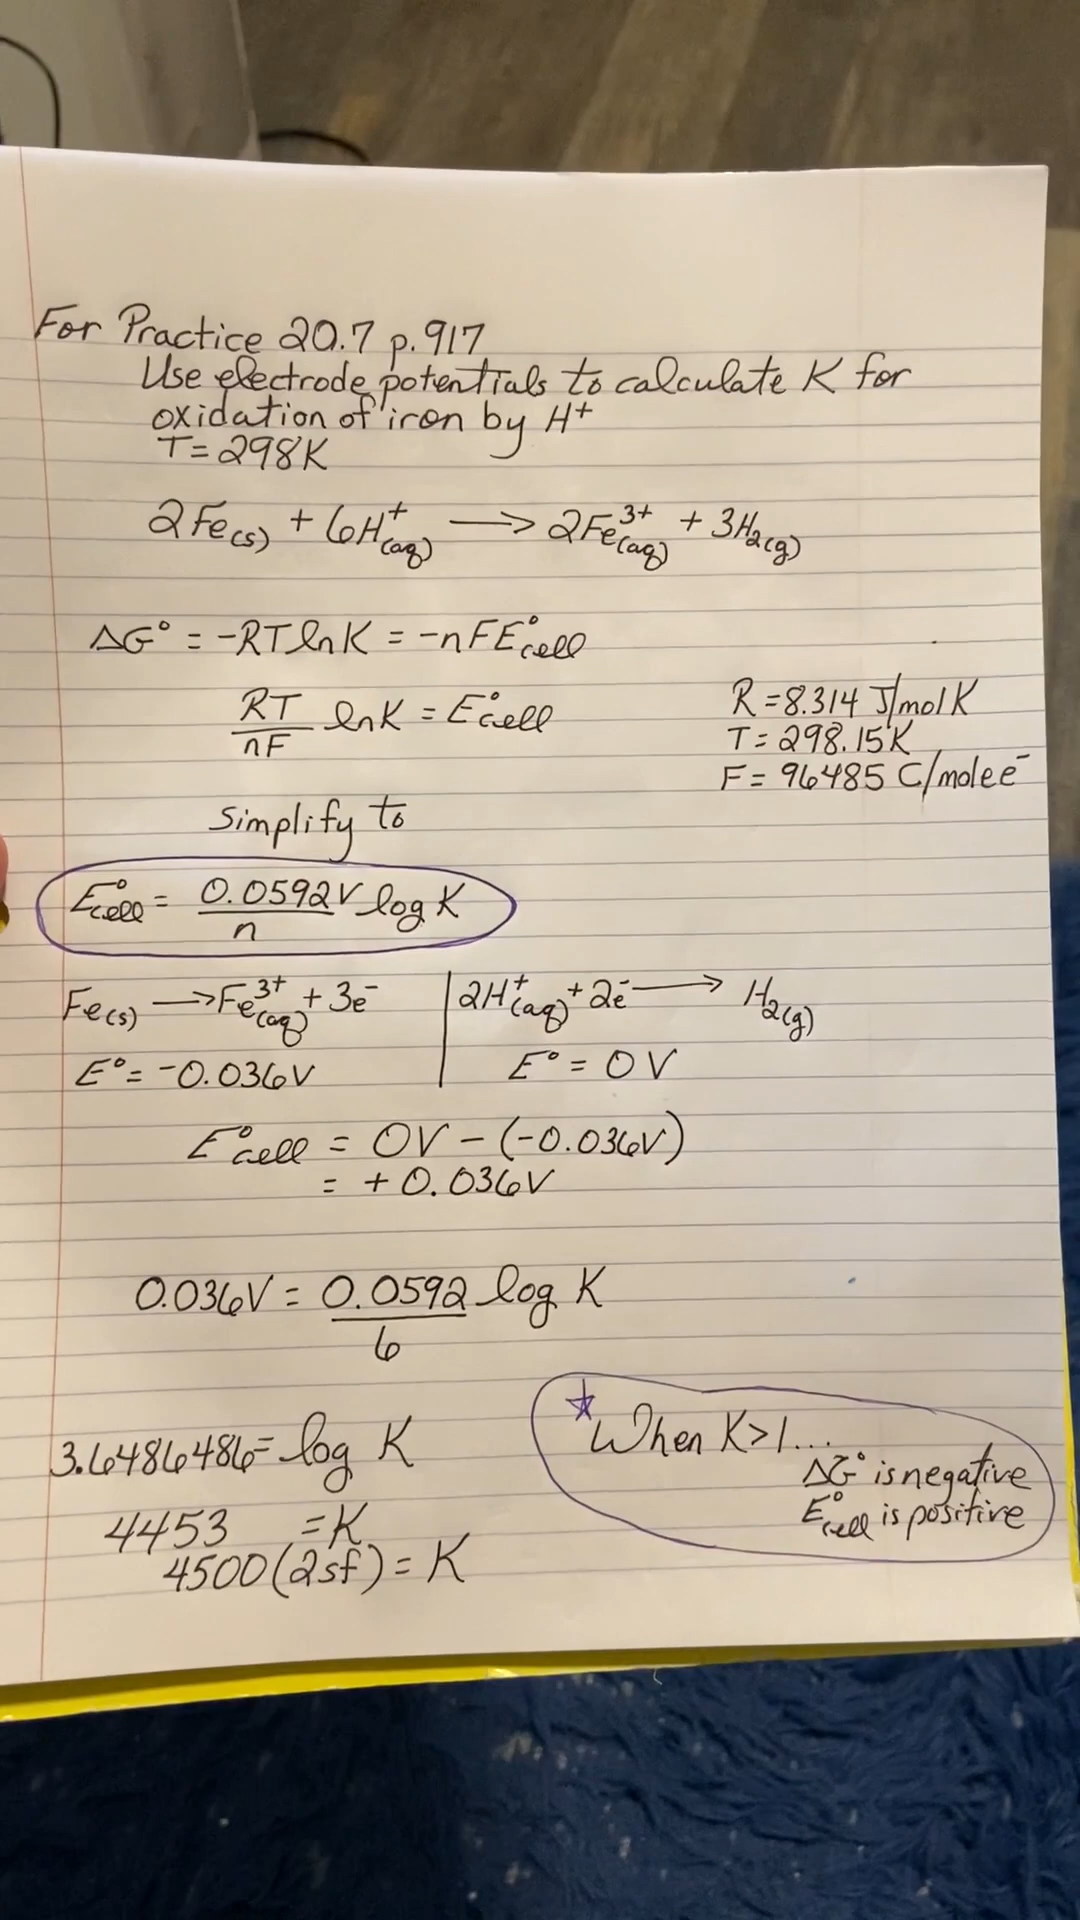 For Practice 20.7 p.917
Use electrode potentials to calculate K for
oxidation of iron by H⁺
T = 298K
2Fe(s) + 6H⁺(aq) ⟶ 2Fe³⁺(aq) + 3H₂(g)
ΔG° = -RT ln K = -nFE°cell
RT/nF ln K = E°cell
R = 8.314 J/mol K
T = 298.15K
F = 96485 C/mole e⁻
Simplify to
E°cell = 0.0592V/n log K
Fe(s) ⟶ Fe³⁺(aq) + 3e⁻ | 2H⁺(aq) + 2e⁻ ⟶ H₂(g)
E° = -0.036V | E° = 0V
E°cell = 0V - (-0.036V)
= +0.036V
0.036V = 0.0592/6 log K
3.6486486 = log K
4453 = K
4500 (2sf) = K
★When K>1...
ΔG° is negative
E°cell is positive